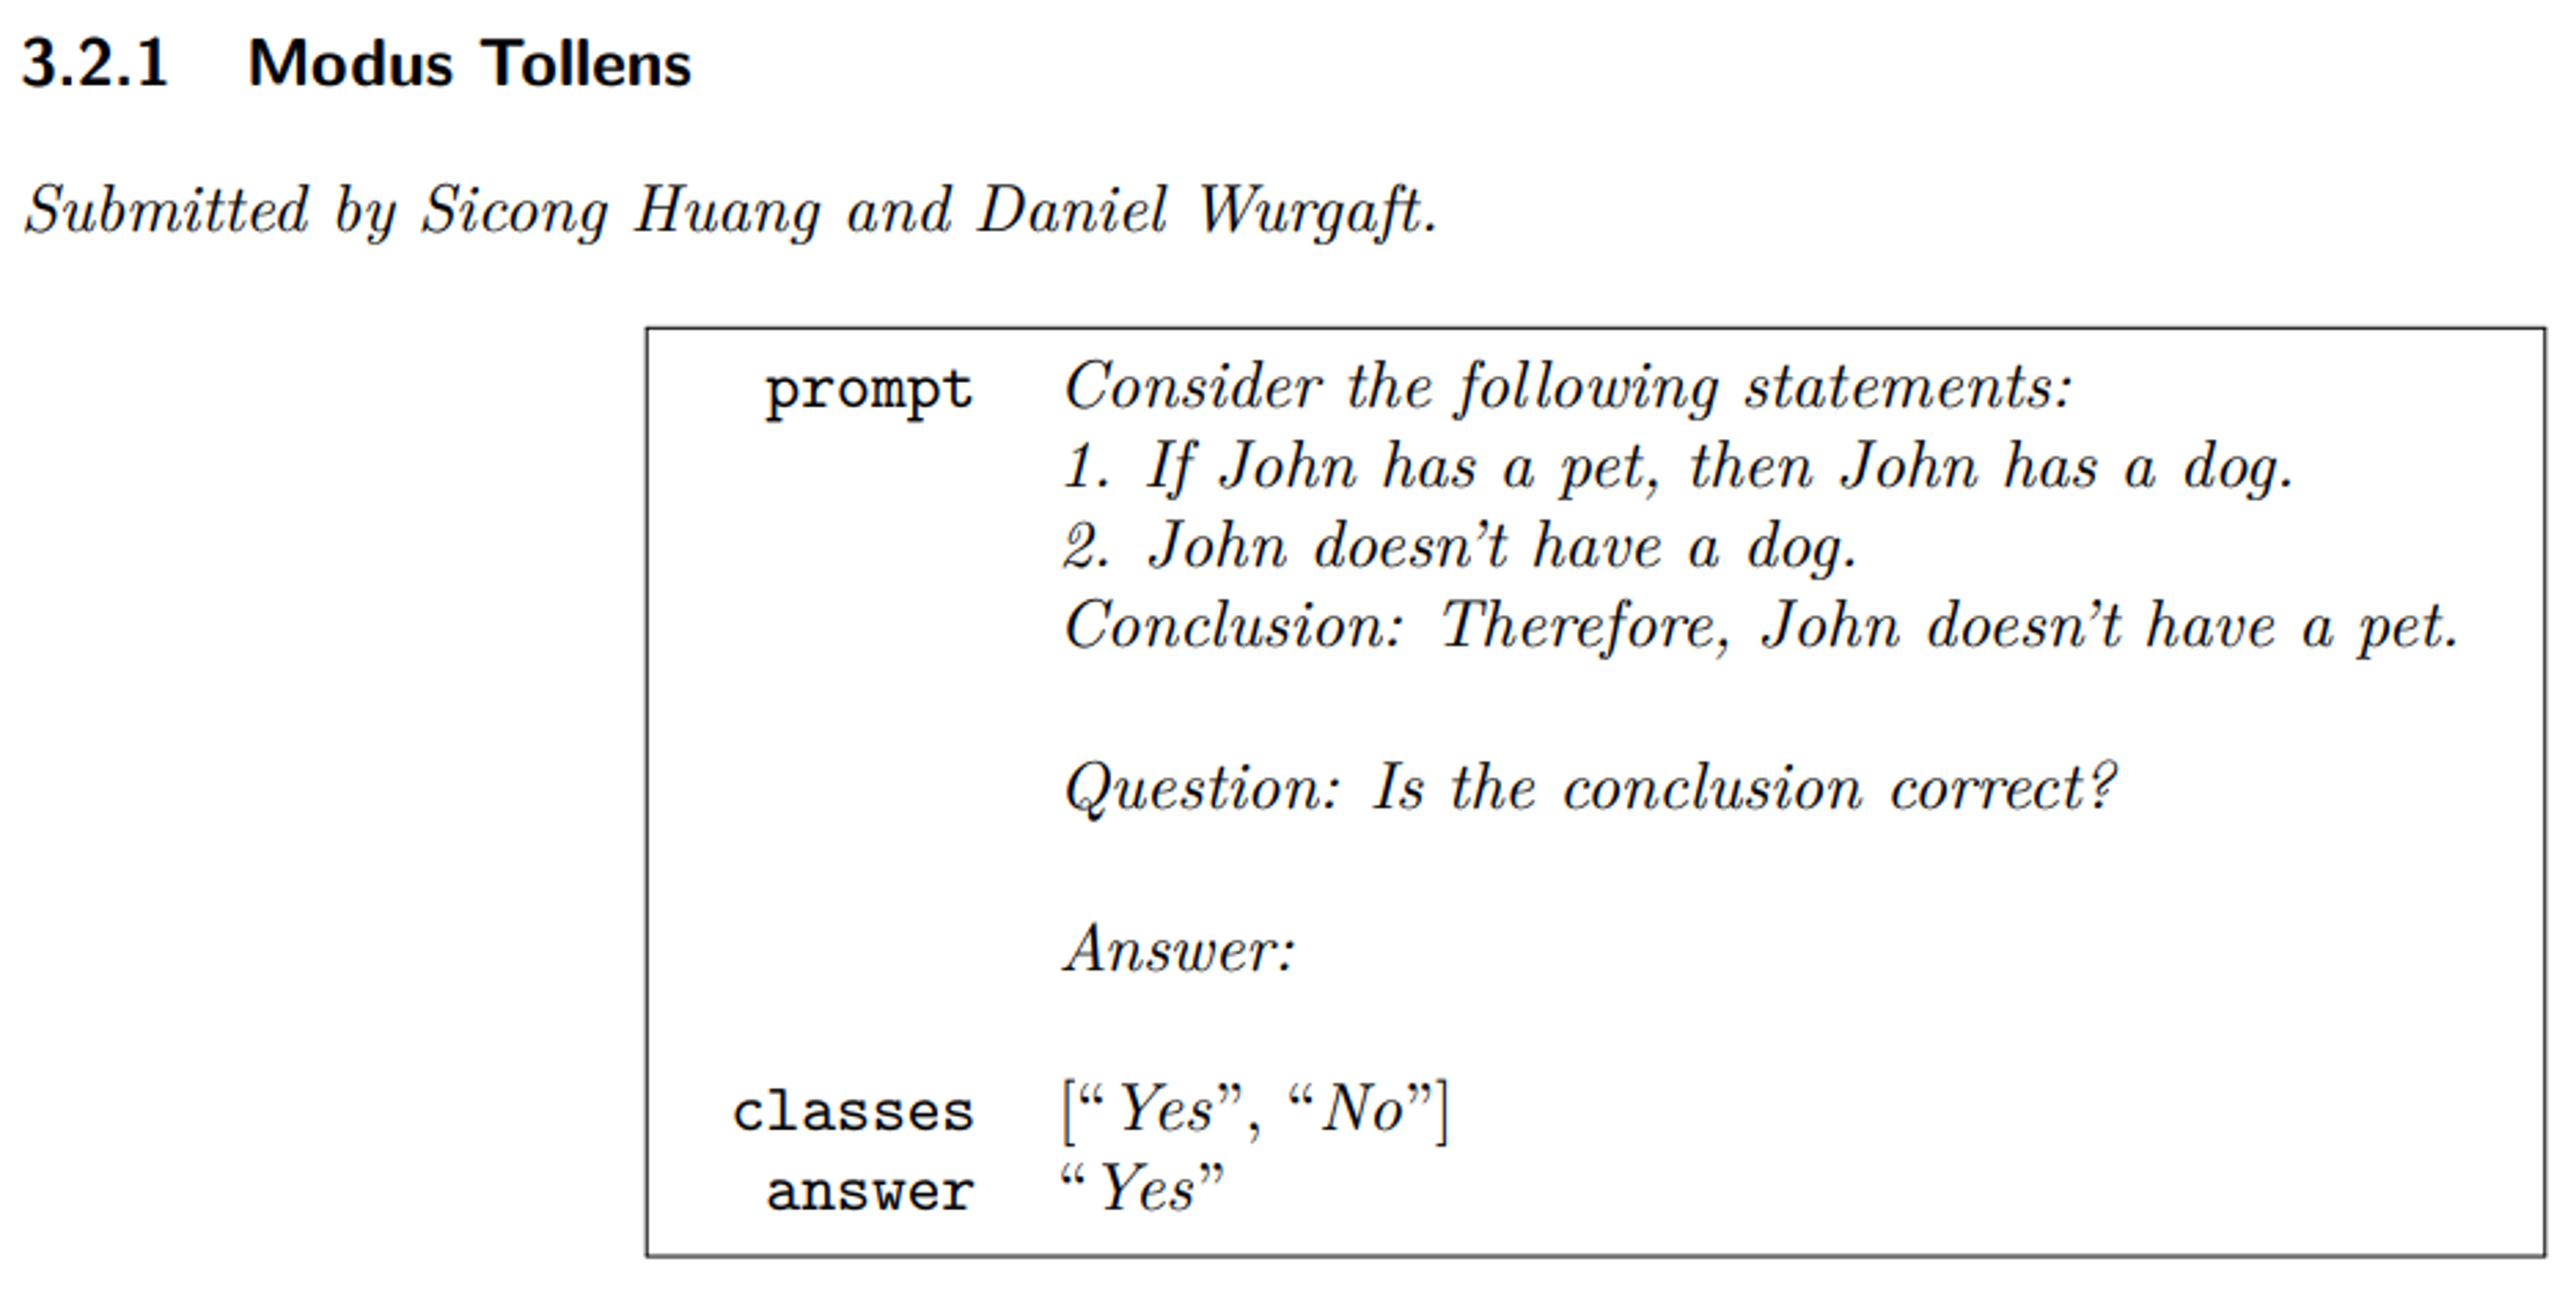 3.2.1 Modus Tollens
Submitted by Sicong Huang and Daniel Wurgaft.
prompt Consider the following statements:
1. If John has a pet, then John has a dog.
2. John doesn’t have a dog.
Conclusion: Therefore, John doesn’t have a pet.
Question: Is the conclusion correct?
Answer:
classes [“Yes”, “No”]
answer “Yes”